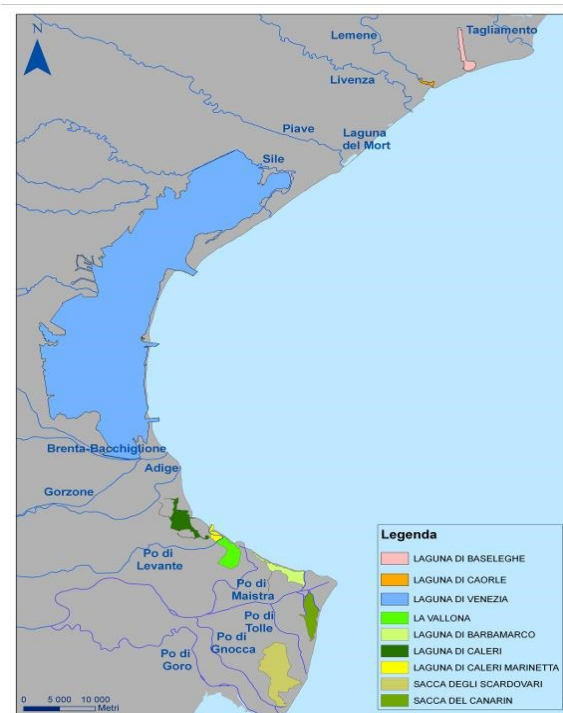 N
Lemene
Tagliamento
Livenza
Piave
Laguna
del Mort
Sile
Brenta-Bacchiglione
Adige
Gorzone
Po di
Levante
Po di
Maistra
Po di
Tolle
Po di
Gnocca
Po di
Goro
0 5 000 10 000
Metri
Legenda
LAGUNA DI BASELEGHE
LAGUNA DI CAORLE
LAGUNA DI VENEZIA
LA VALLONA
LAGUNA DI BARBAMARCO
LAGUNA DI CALERI
LAGUNA DI CALERI MARINETTA
SACCA DEGLI SCARDOVARI
SACCA DEL CANARIN